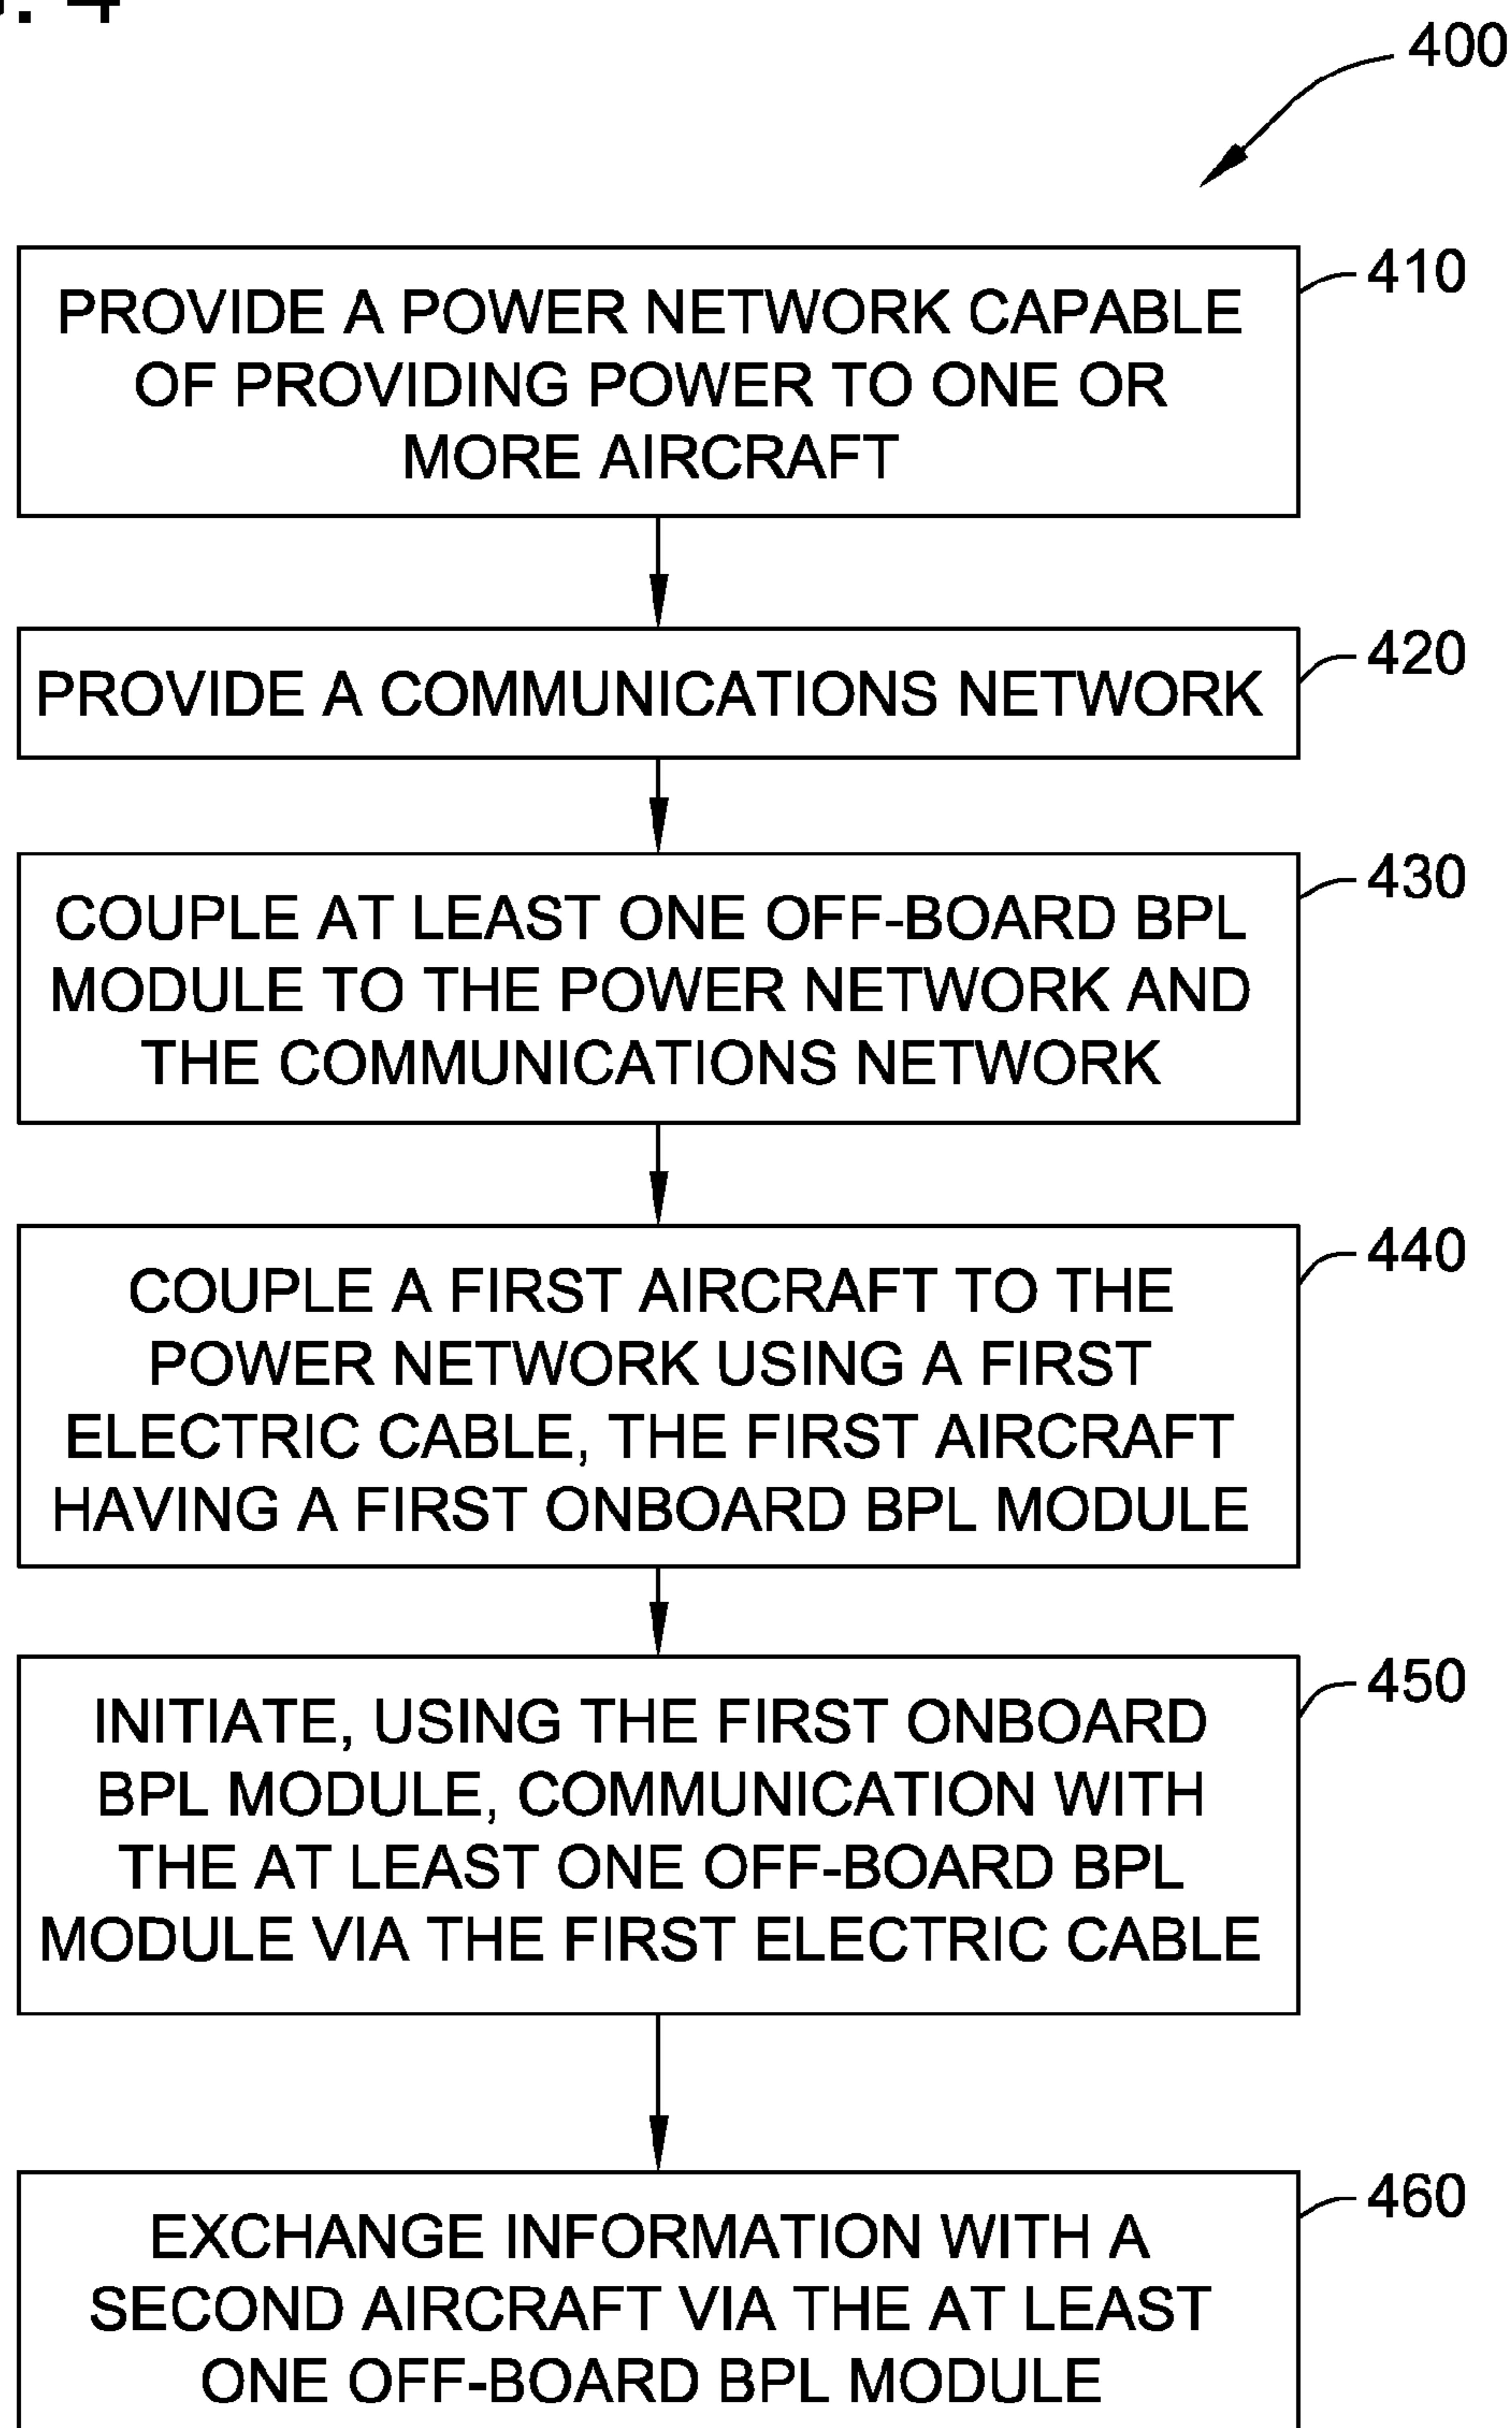 . 4
400
PROVIDE A POWER NETWORK CAPABLE
OF PROVIDING POWER TO ONE OR
MORE AIRCRAFT
410
PROVIDE A COMMUNICATIONS NETWORK
420
COUPLE AT LEAST ONE OFF-BOARD BPL
MODULE TO THE POWER NETWORK AND
THE COMMUNICATIONS NETWORK
430
COUPLE A FIRST AIRCRAFT TO THE
POWER NETWORK USING A FIRST
ELECTRIC CABLE, THE FIRST AIRCRAFT
HAVING A FIRST ONBOARD BPL MODULE
440
INITIATE, USING THE FIRST ONBOARD
BPL MODULE, COMMUNICATION WITH
THE AT LEAST ONE OFF-BOARD BPL
MODULE VIA THE FIRST ELECTRIC CABLE
450
EXCHANGE INFORMATION WITH A
SECOND AIRCRAFT VIA THE AT LEAST
ONE OFF-BOARD BPL MODULE
460